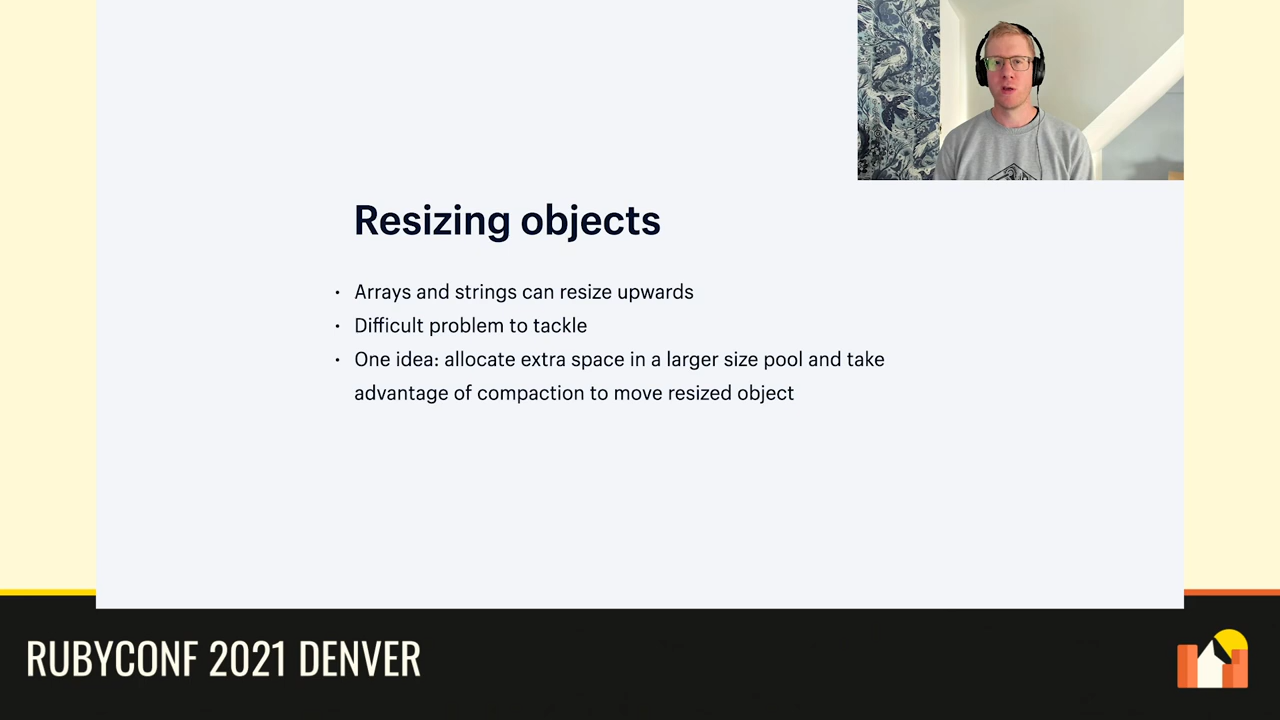 Resizing objects
• Arrays and strings can resize upwards
• Difficult problem to tackle
• One idea: allocate extra space in a larger size pool and take
advantage of compaction to move resized object
RUBYCONF 2021 DENVER